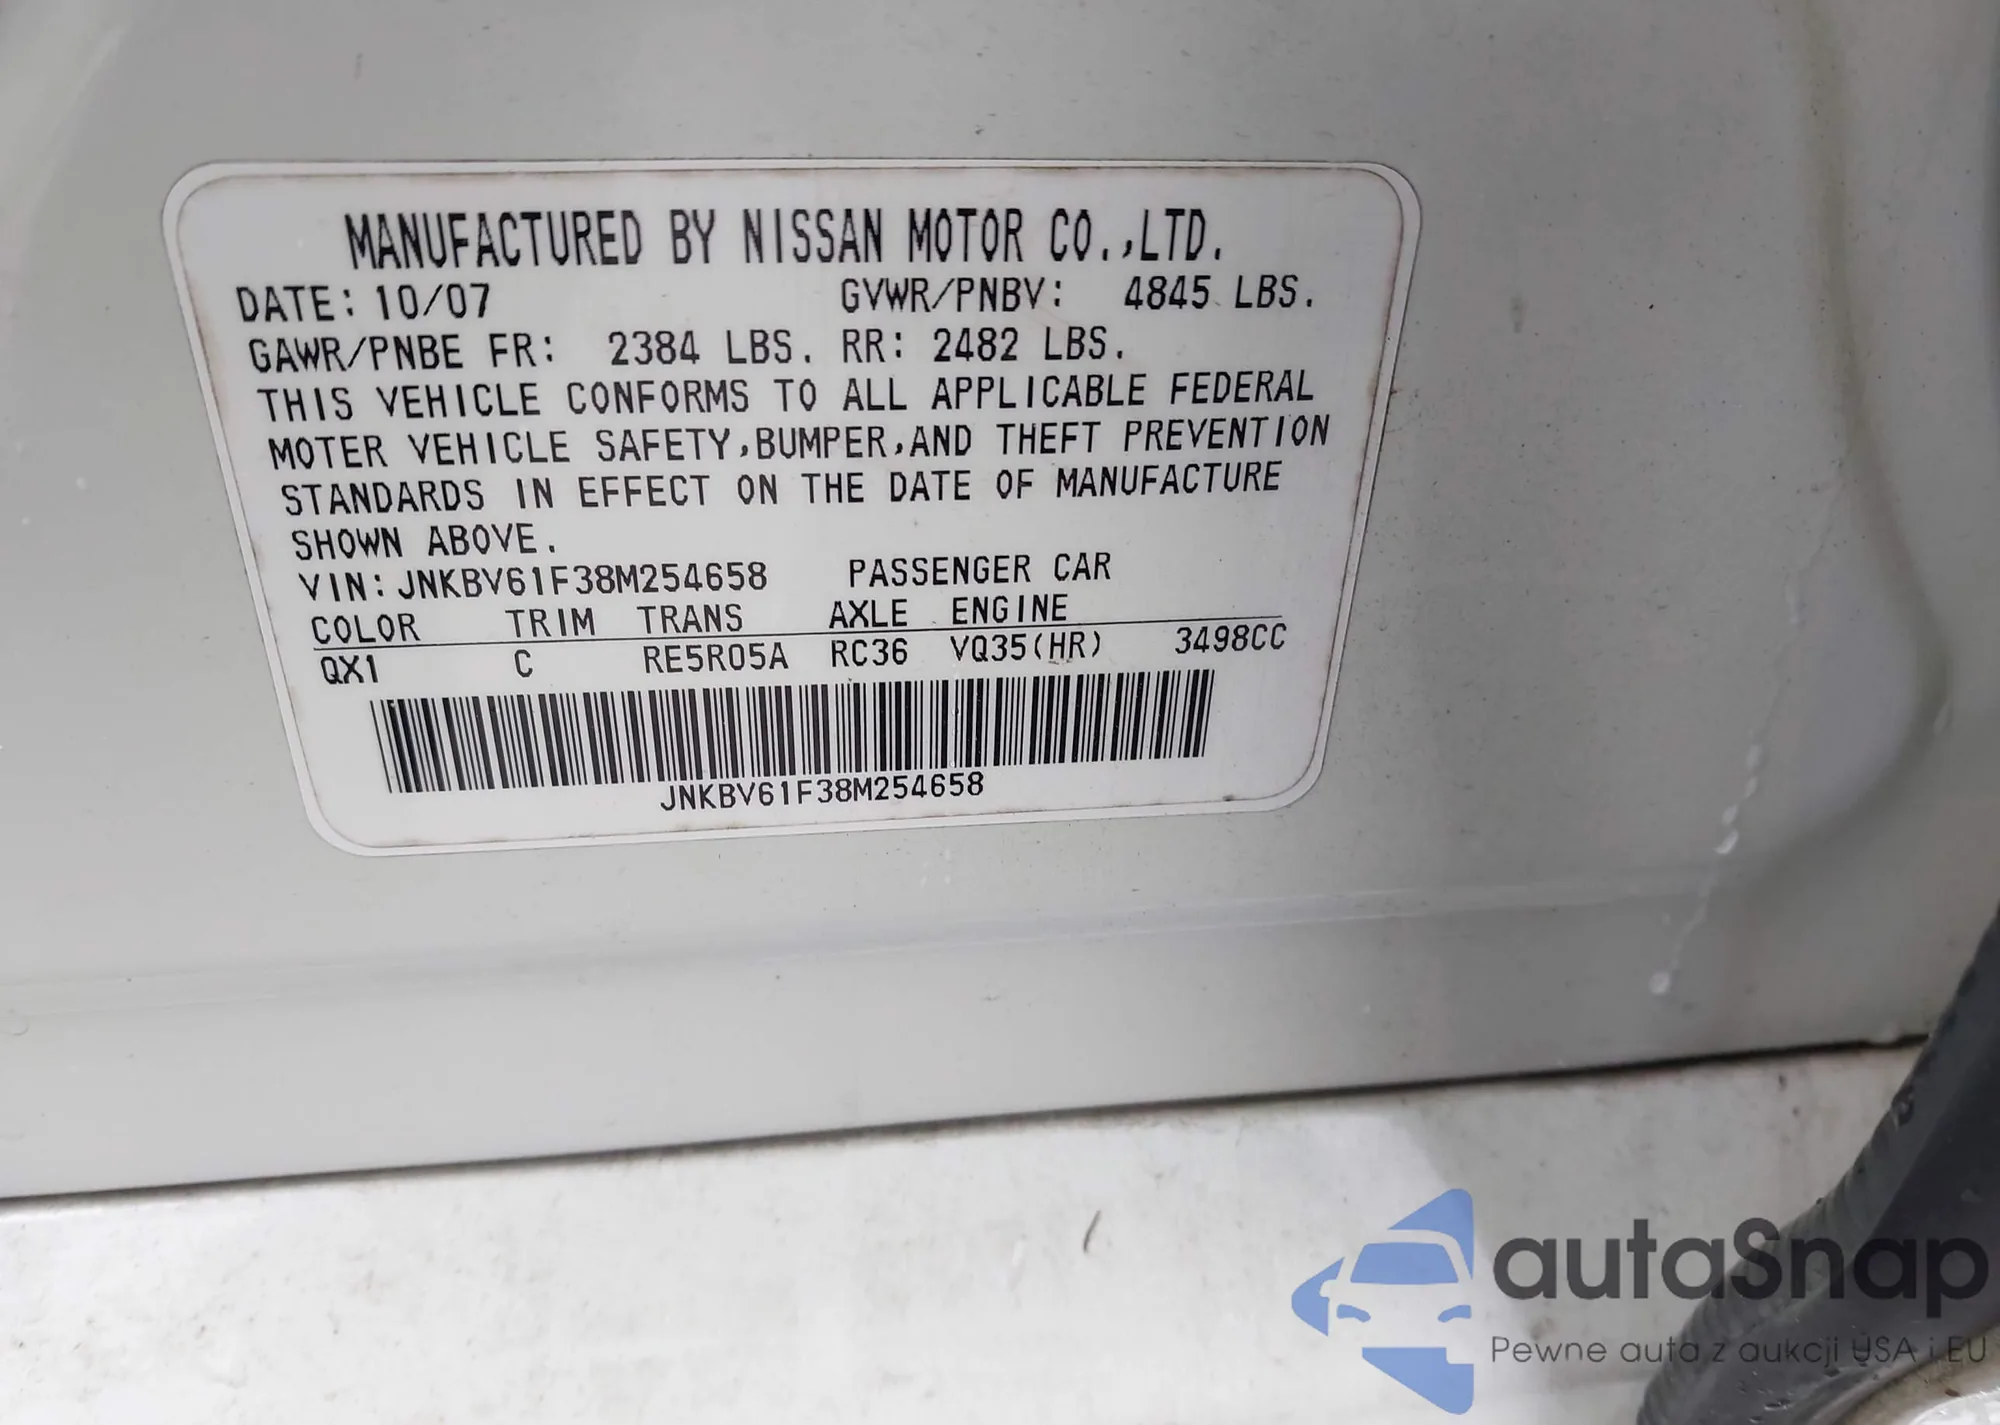 MANUFACTURED BY NISSAN MOTOR CO.,LTD.
DATE: 10/07 GVWR/PNBV: 4845 LBS.
GAWR/PNBE FR: 2384 LBS. RR: 2482 LBS.
THIS VEHICLE CONFORMS TO ALL APPLICABLE FEDERAL
MOTER VEHICLE SAFETY,BUMPER,AND THEFT PREVENTION
STANDARDS IN EFFECT ON THE DATE OF MANUFACTURE
SHOWN ABOVE.
VIN: JNKBV61F38M254658 PASSENGER CAR
COLOR TRIM TRANS AXLE ENGINE
QX1 C RE5R05A RC36 VQ35(HR) 3498CC
JNKBV61F38M254658
autaSnap
Pewne auta z aukcji USA i EU